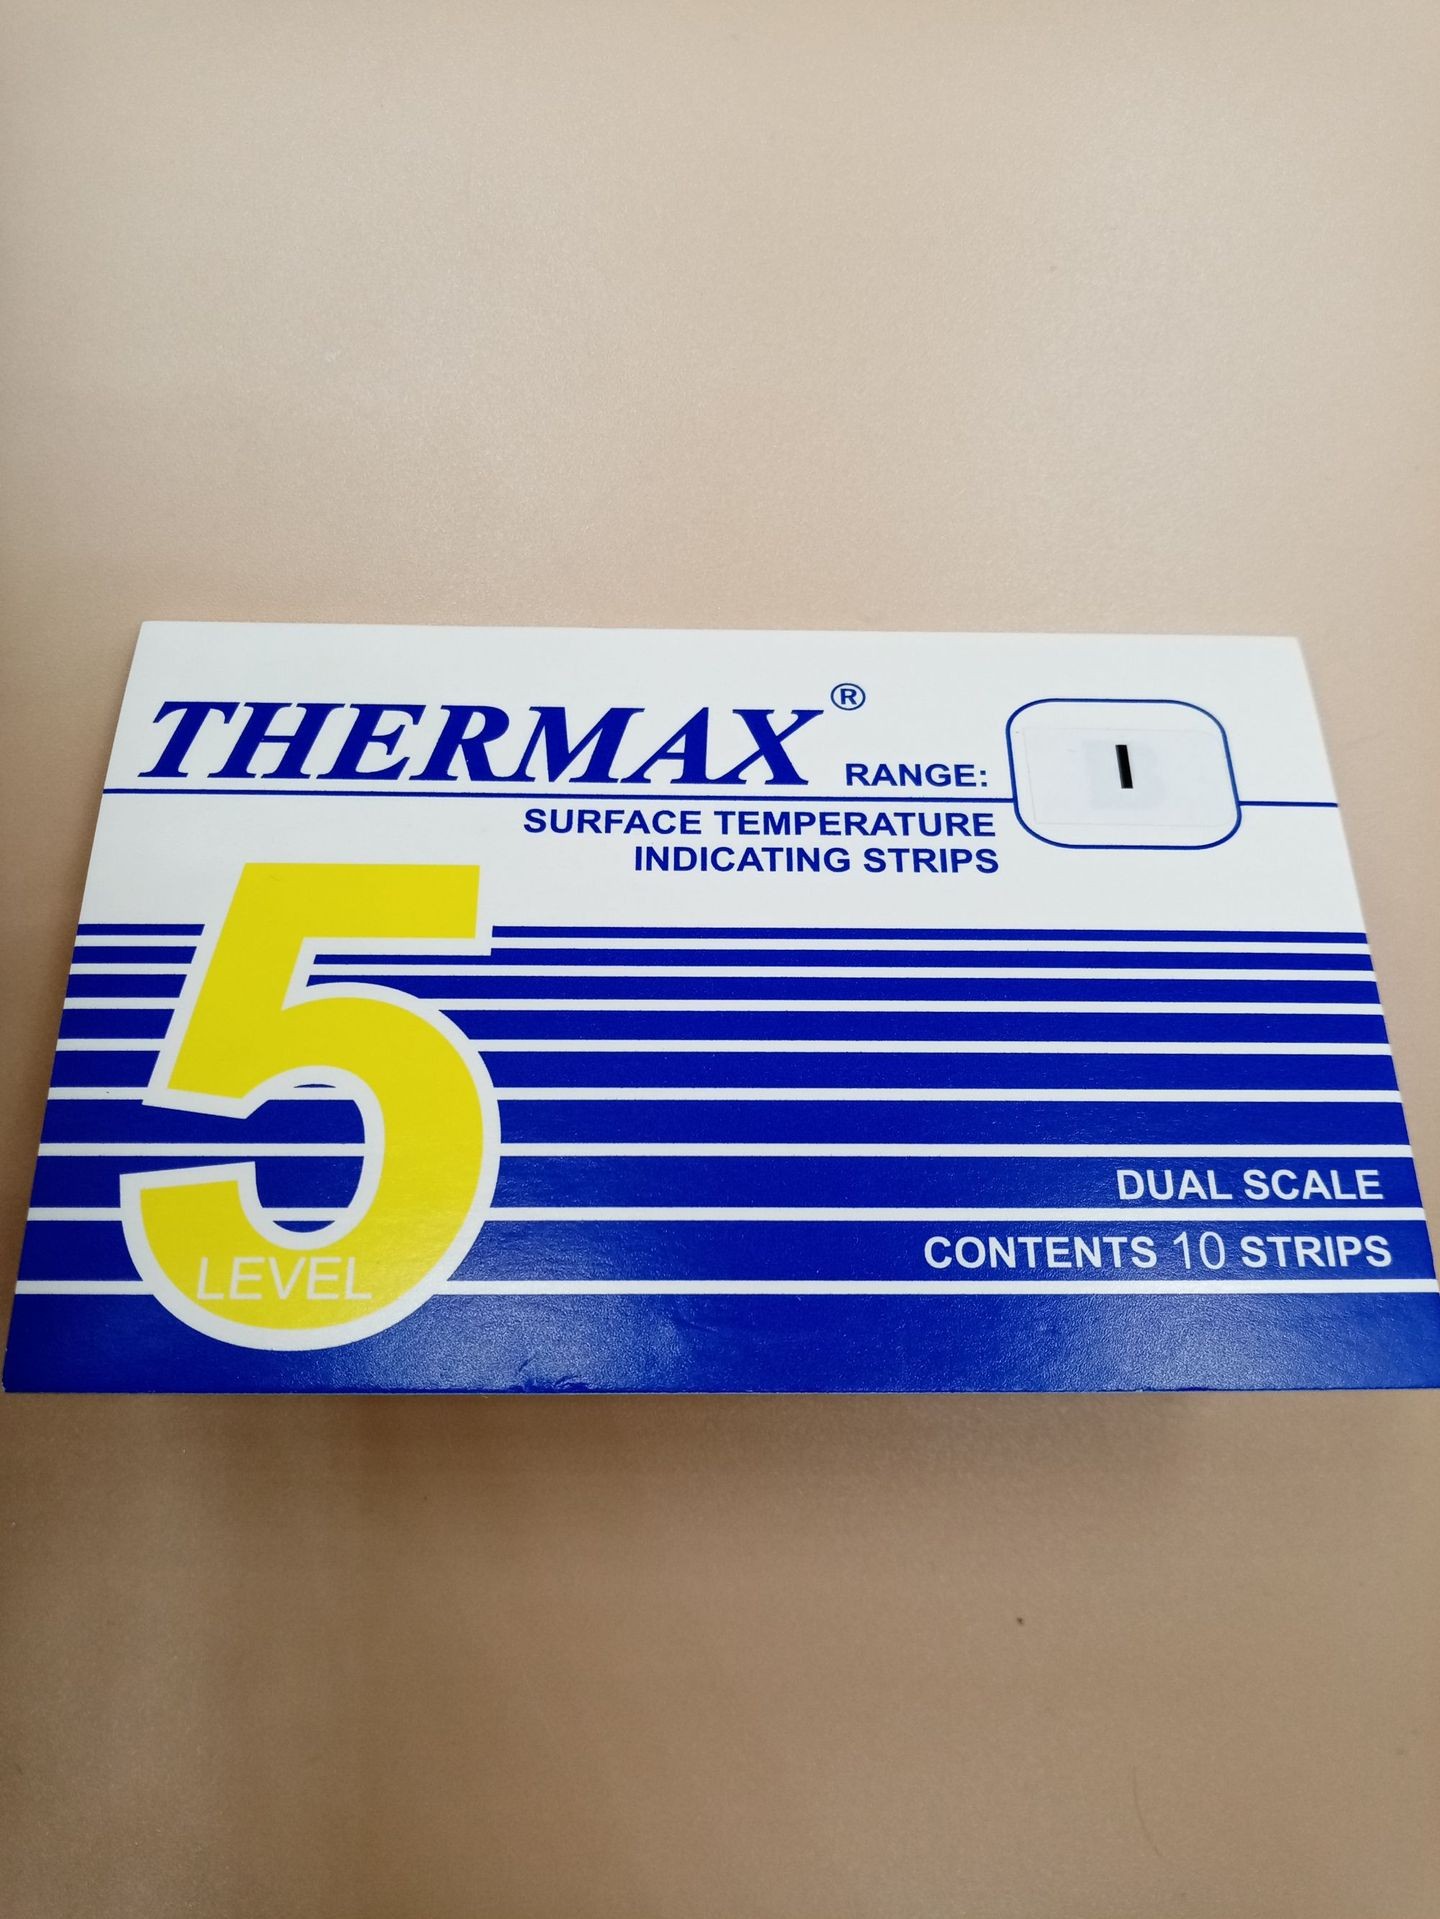 THERMAX®
RANGE: I
SURFACE TEMPERATURE
INDICATING STRIPS
5
LEVEL
DUAL SCALE
CONTENTS 10 STRIPS